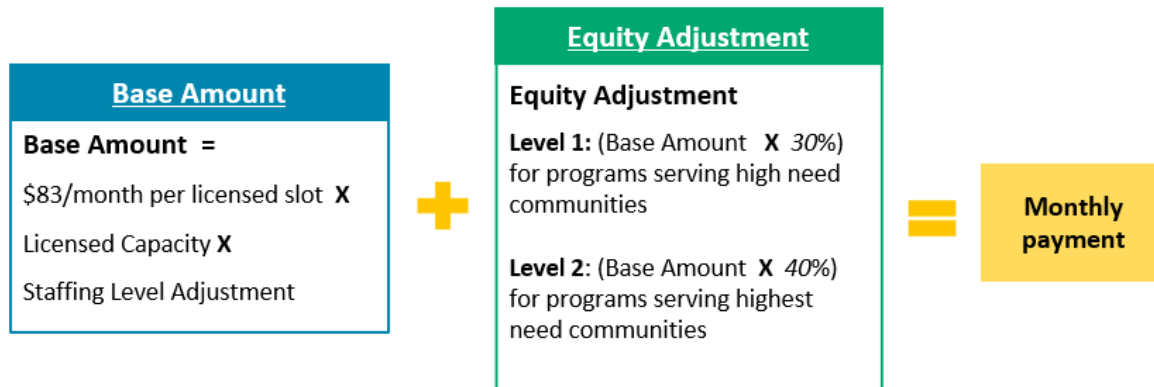 Base Amount
Base Amount =
$83/month per licensed slot X
Licensed Capacity X
Staffing Level Adjustment
Equity Adjustment
Equity Adjustment
Level 1: (Base Amount X 30%)
for programs serving high need
communities
Level 2: (Base Amount X 40%)
for programs serving highest
need communities
Monthly
payment